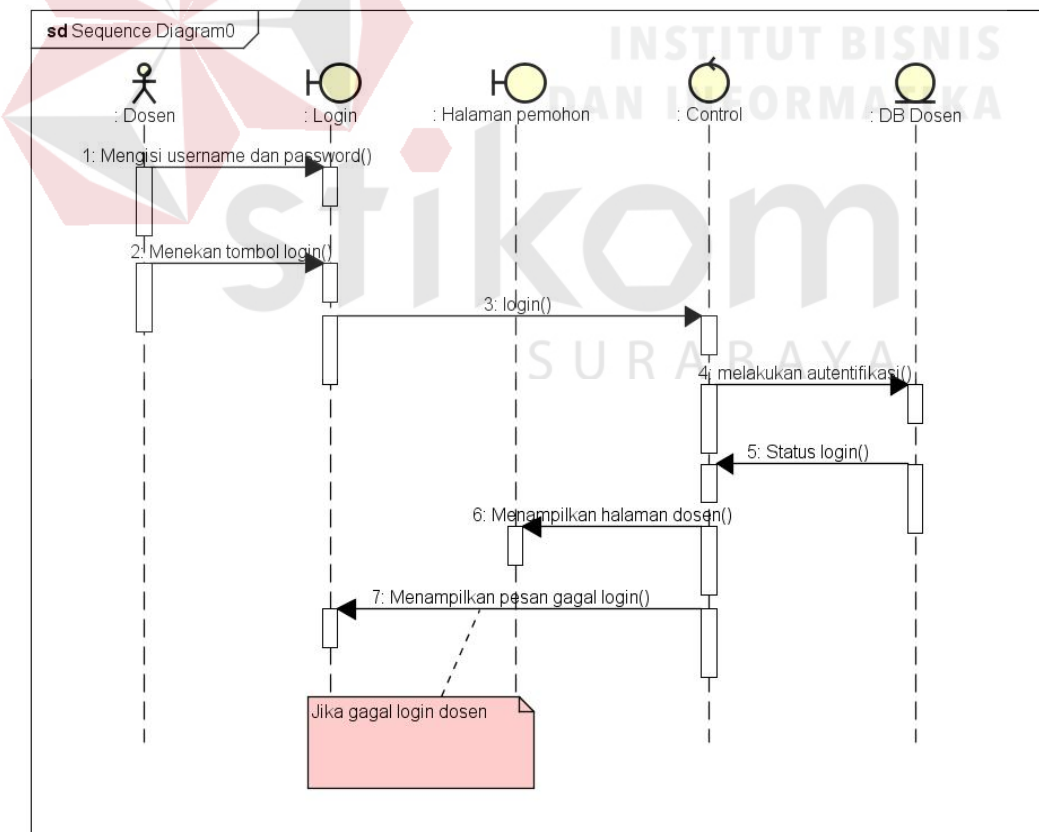 sd Sequence Diagram0
INSTITUT BISNIS
DAN INFORMATIKA
stikom
SURABAYA
: Dosen
: Login
: Halaman pemohon
: Control
: DB Dosen
1: Mengisi username dan password()
2: Menekan tombol login()
3: login()
4: melakukan autentifikasi()
5: Status login()
6: Menampilkan halaman dosen()
7: Menampilkan pesan gagal login()
Jika gagal login dosen